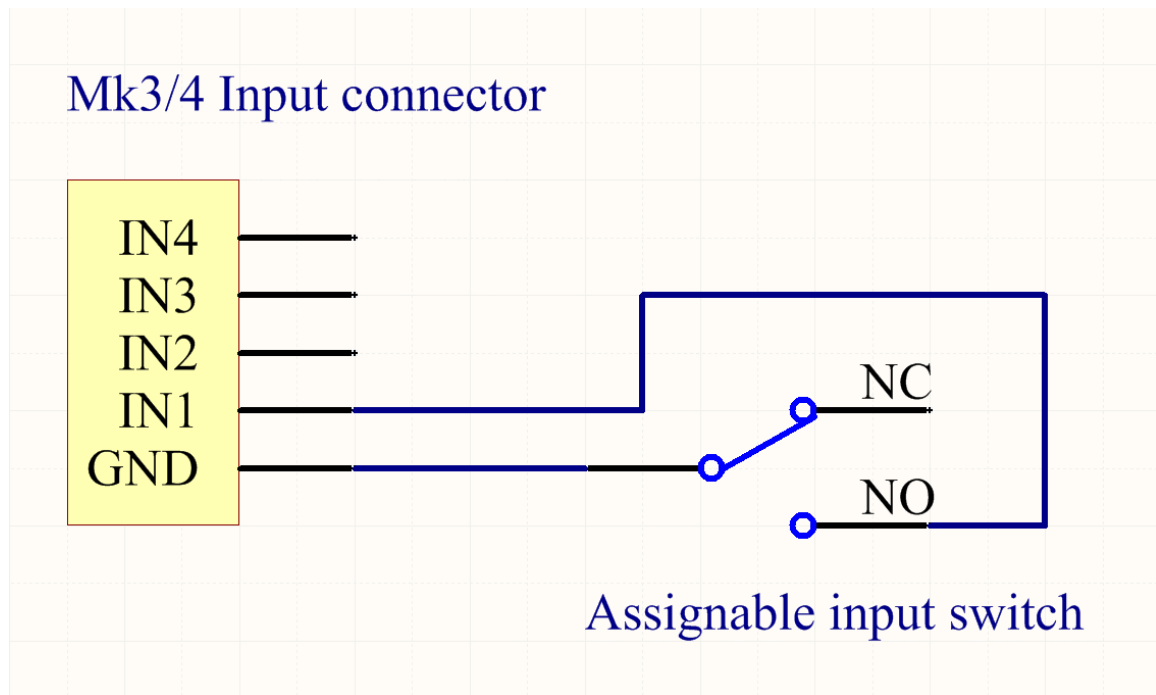 Mk3/4 Input connector
IN4
IN3
IN2
IN1
GND
NC
NO
Assignable input switch